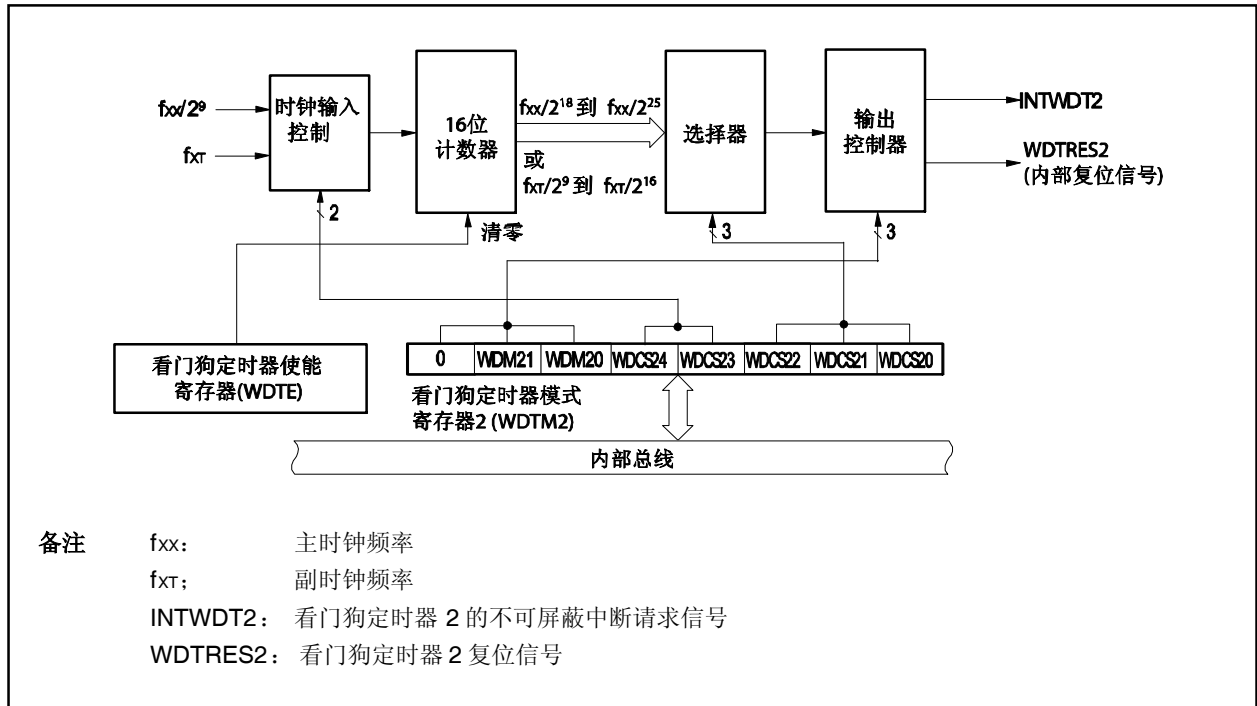 fxx/2⁹
fXT
时钟输入
控制
2
16位
计数器
清零
fxx/2¹⁸ 到 fxx/2²⁵
或
fXT/2⁹ 到 fXT/2¹⁶
选择器
3
输出
控制器
3
INTWDT2
WDTRES2
(内部复位信号)
看门狗定时器使能
寄存器(WDTE)
0 WDM21 WDM20 WDCS24 WDCS23 WDCS22 WDCS21 WDCS20
看门狗定时器模式
寄存器2 (WDTM2)
内部总线
备注 fxx： 主时钟频率
fXT； 副时钟频率
INTWDT2： 看门狗定时器 2 的不可屏蔽中断请求信号
WDTRES2： 看门狗定时器 2 复位信号